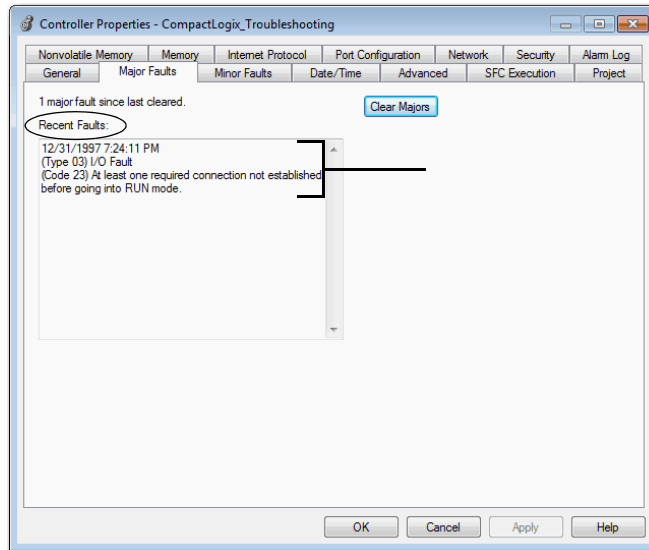 Controller Properties - CompactLogix_Troubleshooting
Nonvolatile Memory Memory Internet Protocol Port Configuration Network Security Alarm Log
General Major Faults Minor Faults Date/Time Advanced SFC Execution Project
1 major fault since last cleared.
Clear Majors
Recent Faults:
12/31/1997 7:24:11 PM
(Type 03) I/O Fault
(Code 23) At least one required connection not established
before going into RUN mode.
OK Cancel Apply Help